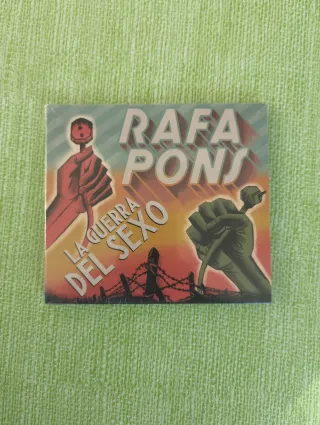 RAFA
PONS
LA GUERRA
DEL SEXO